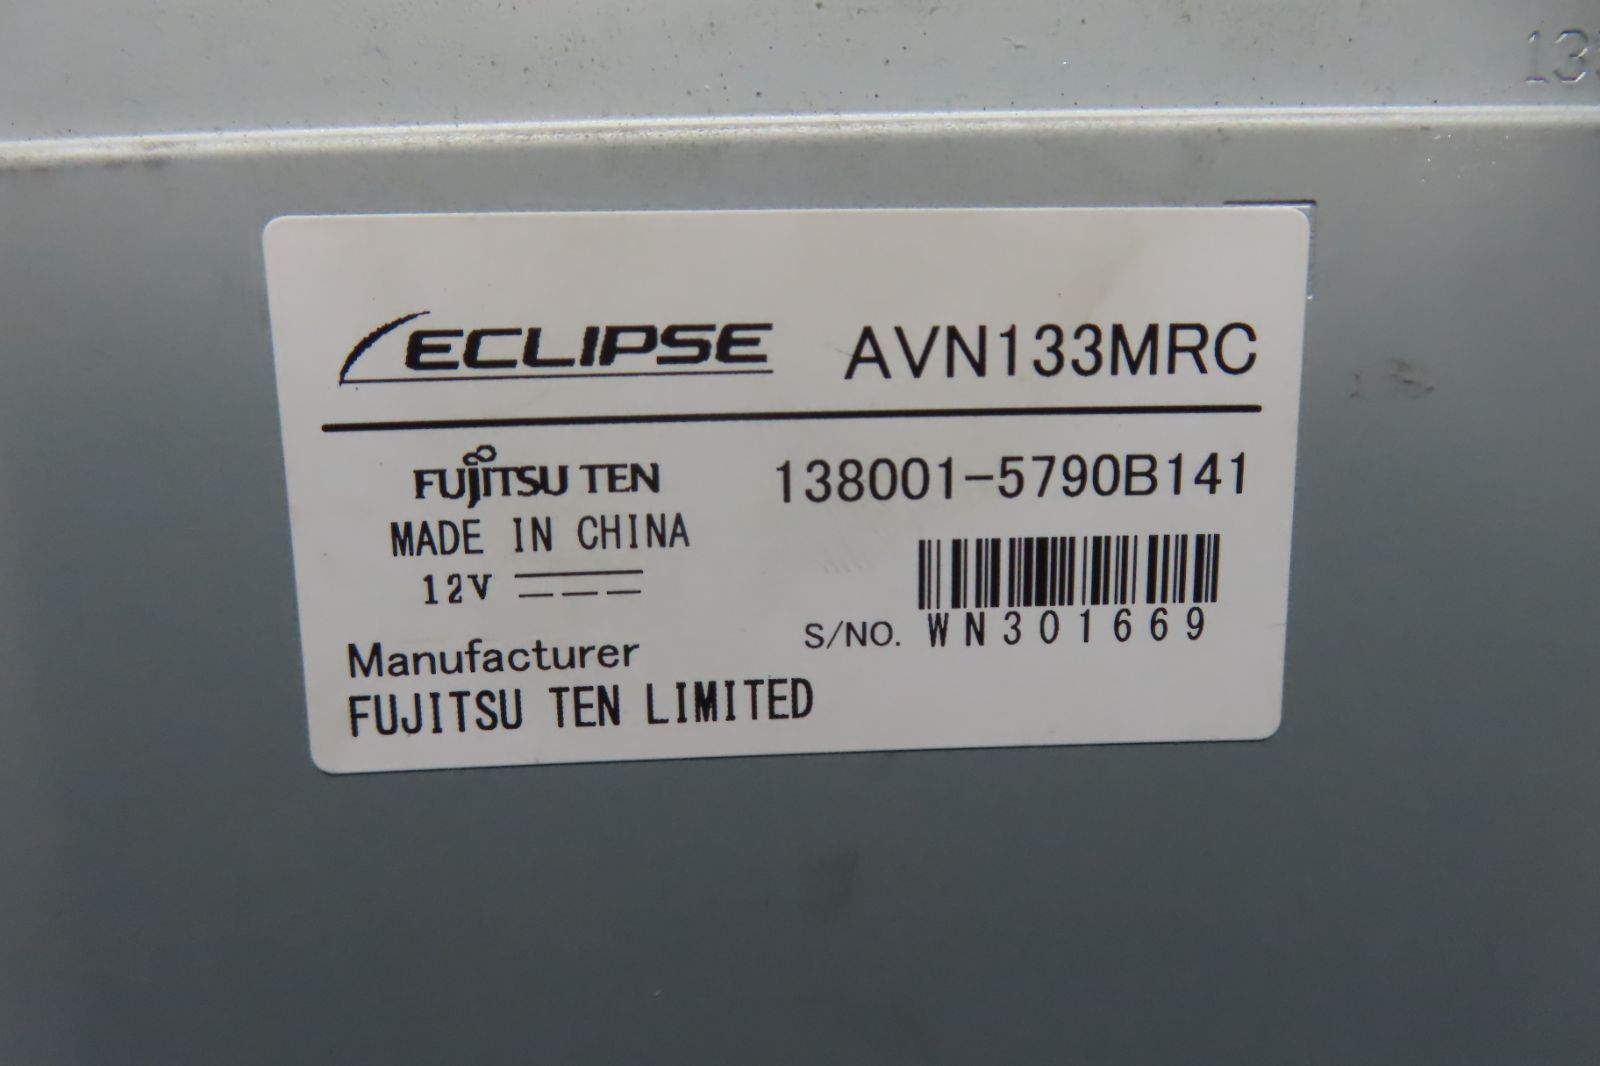 ECLIPSE AVN133MRC
FUJITSU TEN 138001-5790B141
MADE IN CHINA
12V
S/NO. WN301669
Manufacturer
FUJITSU TEN LIMITED